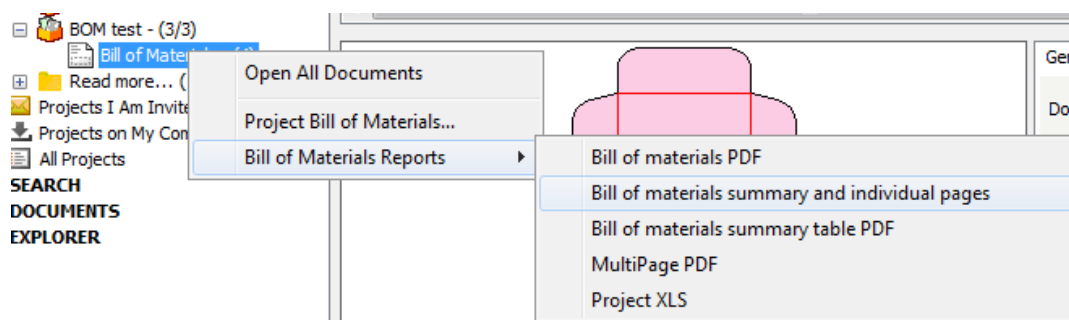 BOM test - (3/3)
Bill of
Read more... (
Projects I Am Invite
Projects on My Com
All Projects
SEARCH
DOCUMENTS
EXPLORER
Open All Documents
Project Bill of Materials...
Bill of Materials Reports
Bill of materials PDF
Bill of materials summary and individual pages
Bill of materials summary table PDF
MultiPage PDF
Project XLS
Ger
Do